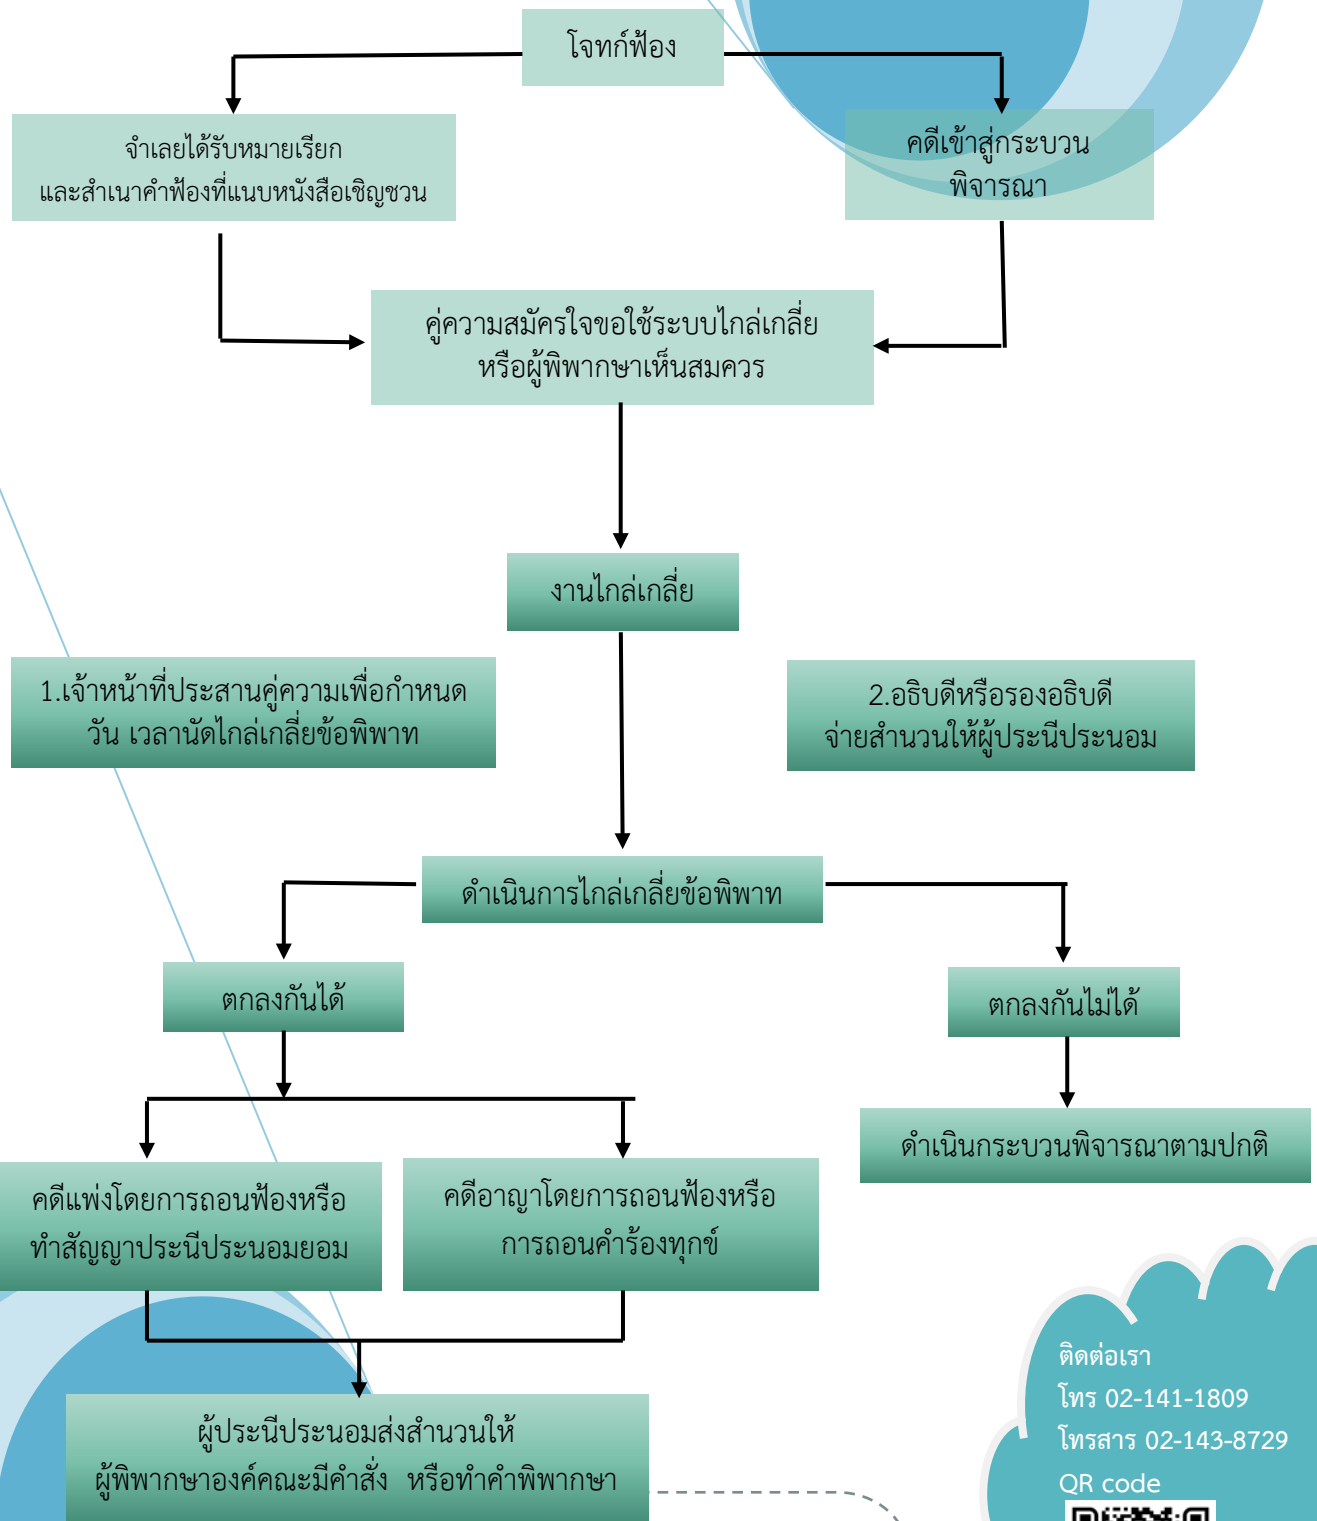 โจทก์ฟ้อง
จำเลยได้รับหมายเรียก
และสำเนาคำฟ้องที่แนบหนังสือเชิญชวน
คดีเข้าสู่กระบวน
พิจารณา
คู่ความสมัครใจขอใช้ระบบไกล่เกลี่ย
หรือผู้พิพากษาเห็นสมควร
งานไกล่เกลี่ย
1.เจ้าหน้าที่ประสานคู่ความเพื่อกำหนด
วัน เวลานัดไกล่เกลี่ยข้อพิพาท
2.อธิบดีหรือรองอธิบดี
จ่ายสำนวนให้ผู้ประนีประนอม
ดำเนินการไกล่เกลี่ยข้อพิพาท
ตกลงกันได้
ตกลงกันไม่ได้
ดำเนินกระบวนพิจารณาตามปกติ
คดีแพ่งโดยการถอนฟ้องหรือ
ทำสัญญาประนีประนอมยอม
คดีอาญาโดยการถอนฟ้องหรือ
การถอนคำร้องทุกข์
ผู้ประนีประนอมส่งสำนวนให้
ผู้พิพากษาองค์คณะมีคำสั่ง หรือทำคำพิพากษา
ติดต่อเรา
โทร 02-141-1809
โทรสาร 02-143-8729
QR code